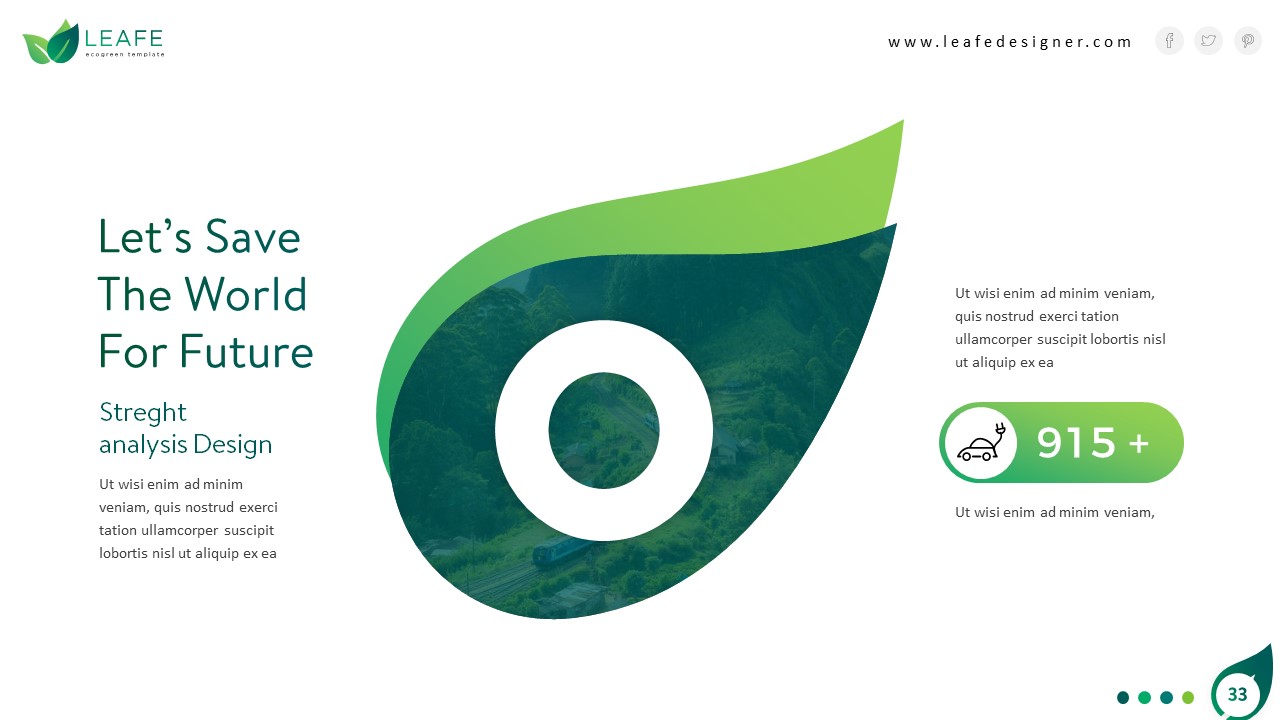 LEAFE
ecogreen template
www.leafedesigner.com
Let’s Save
The World
For Future
Streght
analysis Design
Ut wisi enim ad minim
veniam, quis nostrud exerci
tation ullamcorper suscipit
lobortis nisl ut aliquip ex ea
Ut wisi enim ad minim veniam,
quis nostrud exerci tation
ullamcorper suscipit lobortis nisl
ut aliquip ex ea
915 +
Ut wisi enim ad minim veniam,
33